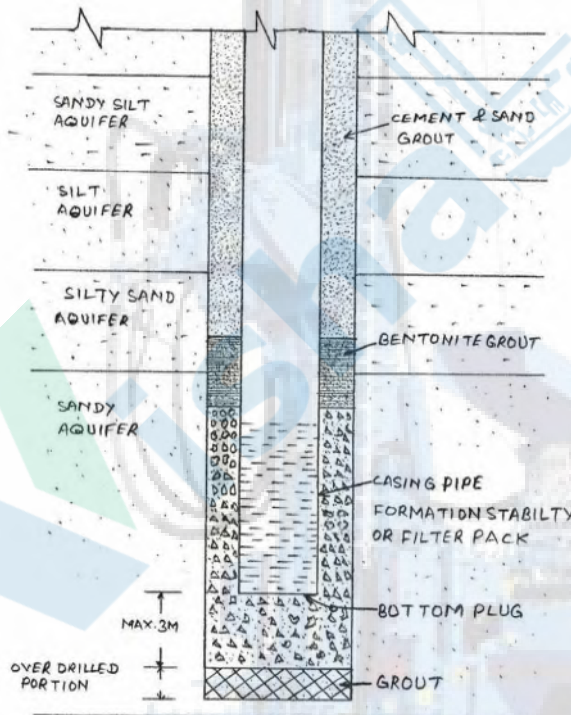 SANDY SILT
AQUIFER
CEMENT & SAND
GROUT
SILT
AQUIFER
SILTY SAND
AQUIFER
BENTONITE GROUT
SANDY
AQUIFER
CASING PIPE
FORMATION STABILTY
OR FILTER PACK
BOTTOM PLUG
MAX.3M
OVER DRILLED
PORTION
GROUT
Visha